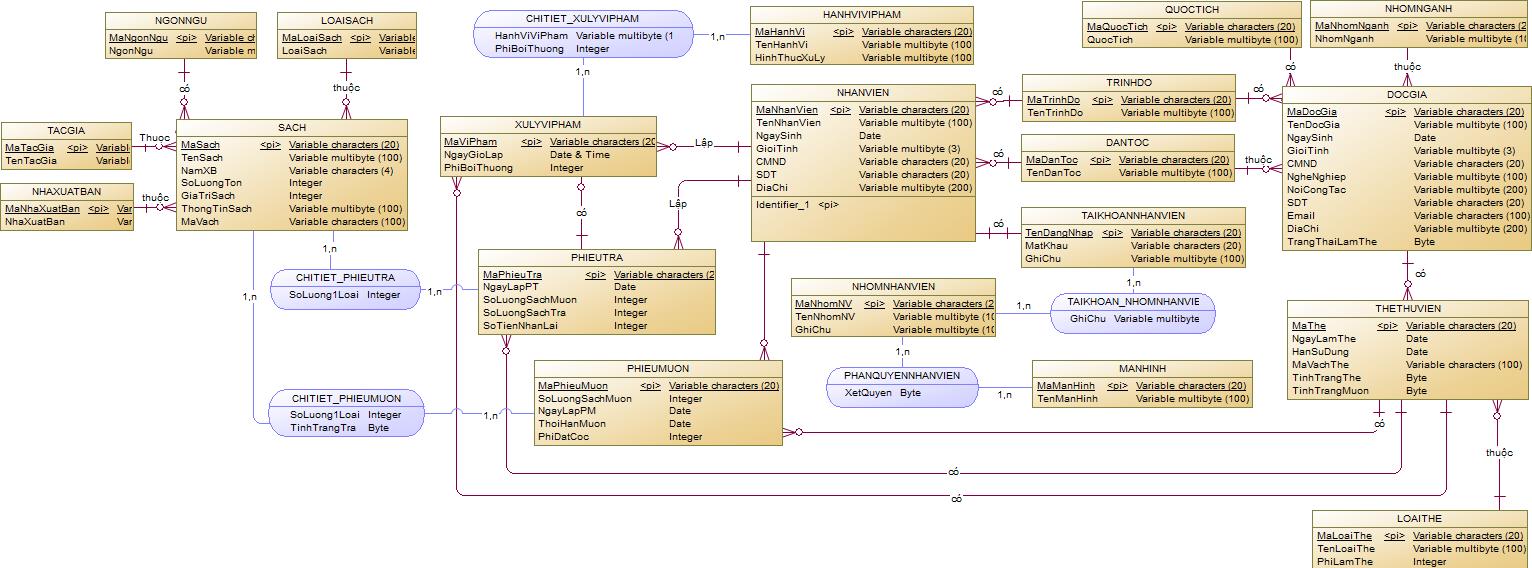 NGONNGU
MaNgonNgu <pi> Variable ch
NgonNgu Variable m
LOAISACH
MaLoaiSach <pi> Variable
LoaiSach Variable
có
thuộc
TACGIA
MaTacGia <pi> Variabl
TenTacGia Variabl
Thuoc
NHAXUATBAN
MaNhaXuatBan <pi> Var
NhaXuatBan Var
thuộc
SACH
MaSach <pi> Variable characters (20)
TenSach Variable multibyte (100)
NamXB Variable characters (4)
SoLuongTon Integer
GiaTriSach Integer
ThongTinSach Variable multibyte (100)
MaVach Variable characters (100)
1,n
1,n
CHITIET_PHIEUTRA
SoLuong1Loai Integer
1,n
CHITIET_PHIEUMUON
SoLuong1Loai Integer
TinhTrangTra Byte
1,n
CHITIET_XULYVIPHAM
HanhViViPham Variable multibyte (1
PhiBoiThuong Integer
1,n
1,n
HANHVIVIPHAM
MaHanhVi <pi> Variable characters (20)
TenHanhVi Variable multibyte (100
HinhThucXuLy Variable multibyte (100
XULYVIPHAM
MaViPham <pi> Variable characters (20
NgayGioLap Date & Time
PhiBoiThuong Integer
Lập
Lập
có
NHANVIEN
MaNhanVien <pi> Variable characters (20)
TenNhanVien Variable multibyte (100)
NgaySinh Date
GioiTinh Variable multibyte (3)
CMND Variable characters (20)
SDT Variable characters (20)
DiaChi Variable multibyte (200)
Identifier_1 <pi>
PHIEUTRA
MaPhieuTra <pi> Variable characters (2
NgayLapPT Date
SoLuongSachMuon Integer
SoLuongSachTra Integer
SoTienNhanLai Integer
PHIEUMUON
MaPhieuMuon <pi> Variable characters (20)
SoLuongSachMuon Integer
NgayLapPM Date
ThoiHanMuon Date
PhiDatCoc Integer
QUOCTICH
MaQuocTich <pi> Variable characters (20)
QuocTich Variable multibyte (100)
NHOMNGANH
MaNhomNganh <pi> Variable characters (2
NhomNganh Variable multibyte (10
có
thuộc
TRINHDO
MaTrinhDo <pi> Variable characters (20)
TenTrinhDo Variable multibyte (100)
có
có
DANTOC
MaDanToc <pi> Variable characters (20)
TenDanToc Variable multibyte (100)
có
thuộc
DOCGIA
MaDocGia <pi> Variable characters (20)
TenDocGia Variable multibyte (100)
NgaySinh Date
GioiTinh Variable multibyte (3)
CMND Variable characters (20)
NgheNghiep Variable multibyte (100)
NoiCongTac Variable multibyte (200)
SDT Variable characters (20)
Email Variable characters (100)
DiaChi Variable multibyte (200)
TrangThaiLamThe Byte
TAIKHOANNHANVIEN
TenDangNhap <pi> Variable characters (20)
MatKhau Variable characters (20)
GhiChu Variable multibyte (100)
có
1,n
TAIKHOAN_NHOMNHANVIE
GhiChu Variable multibyte
1,n
NHOMNHANVIEN
MaNhomNV <pi> Variable characters (2
TenNhomNV Variable multibyte (10
GhiChu Variable multibyte (10
1,n
PHANQUYENNHANVIEN
XetQuyen Byte
1,n
MANHINH
MaManHinh <pi> Variable characters (20)
TenManHinh Variable multibyte (100)
có
THETHUVIEN
MaThe <pi> Variable characters (20)
NgayLamThe Date
HanSuDung Date
MaVachThe Variable characters (100)
TinhTrangThe Byte
TinhTrangMuon Byte
có
có
có
thuộc
LOAITHE
MaLoaiThe <pi> Variable characters (20)
TenLoaiThe Variable multibyte (100)
PhiLamThe Integer